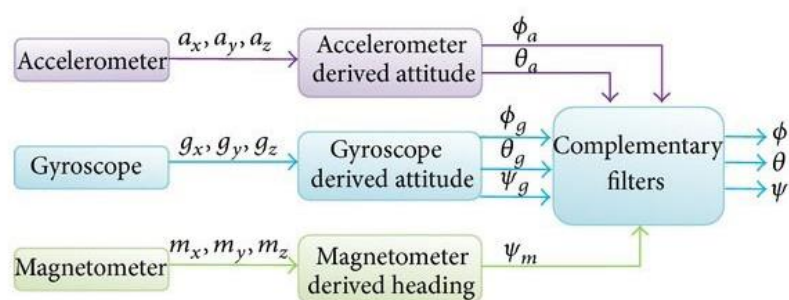 Accelerometer
a_x, a_y, a_z
Accelerometer
derived attitude
ϕ_a
θ_a
Gyroscope
g_x, g_y, g_z
Gyroscope
derived attitude
ϕ_g
θ_g
ψ_g
Complementary
filters
ϕ
θ
ψ
Magnetometer
m_x, m_y, m_z
Magnetometer
derived heading
ψ_m